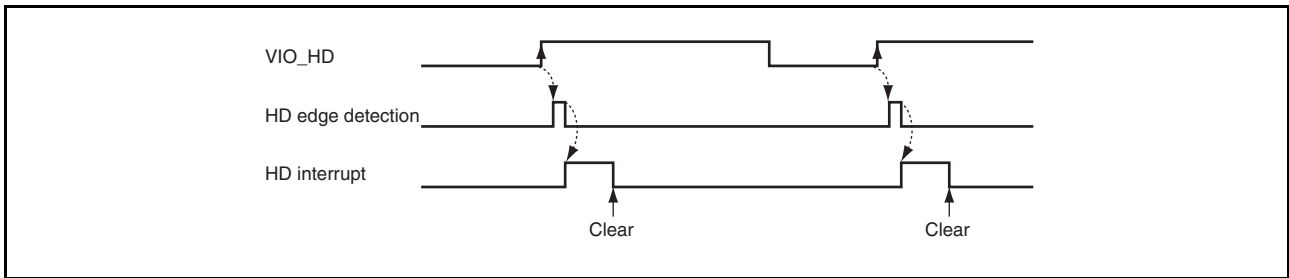 VIO_HD
HD edge detection
HD interrupt
Clear Clear